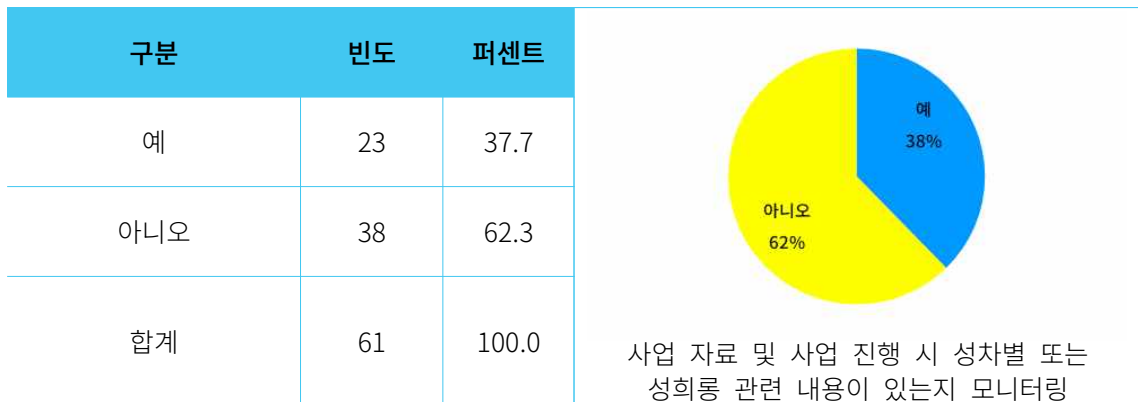 구분 빈도 퍼센트
예 23 37.7
아니오 38 62.3
합계 61 100.0
예
38%
아니오
62%
사업 자료 및 사업 진행 시 성차별 또는
성희롱 관련 내용이 있는지 모니터링